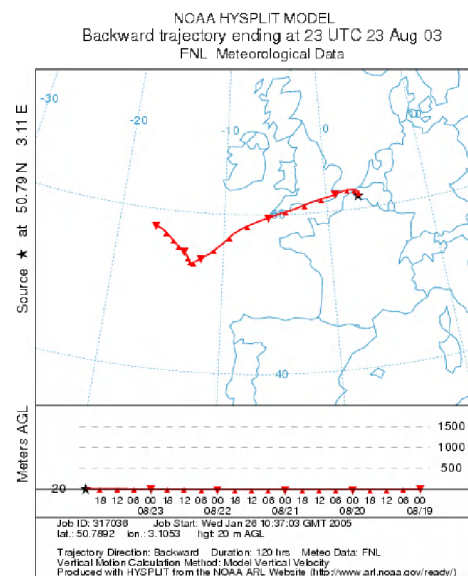 NOAA HYSPLIT MODEL
Backward trajectory ending at 23 UTC 23 Aug 03
FNL Meteorological Data
Source ★ at 50.79 N 3.11 E
-30
-20
-10
0
40
Meters AGL
1500
1000
500
20
18 12 06 00 18 12 06 00 18 12 06 00 18 12 06 00 18 12 06 00
08/23 08/22 08/21 08/20 08/19
Job ID: 317036 Job Start: Wed Jan 26 10:37:03 GMT 2005
lat.: 50.7892 lon.: 3.1053 hgt: 20 m AGL
Trajectory Direction: Backward Duration: 120 hrs Meteo Data: FNL
Vertical Motion Calculation Method: Model Vertical Velocity
Produced with HYSPLIT from the NOAA ARL Website (http://www.arl.noaa.gov/ready/)